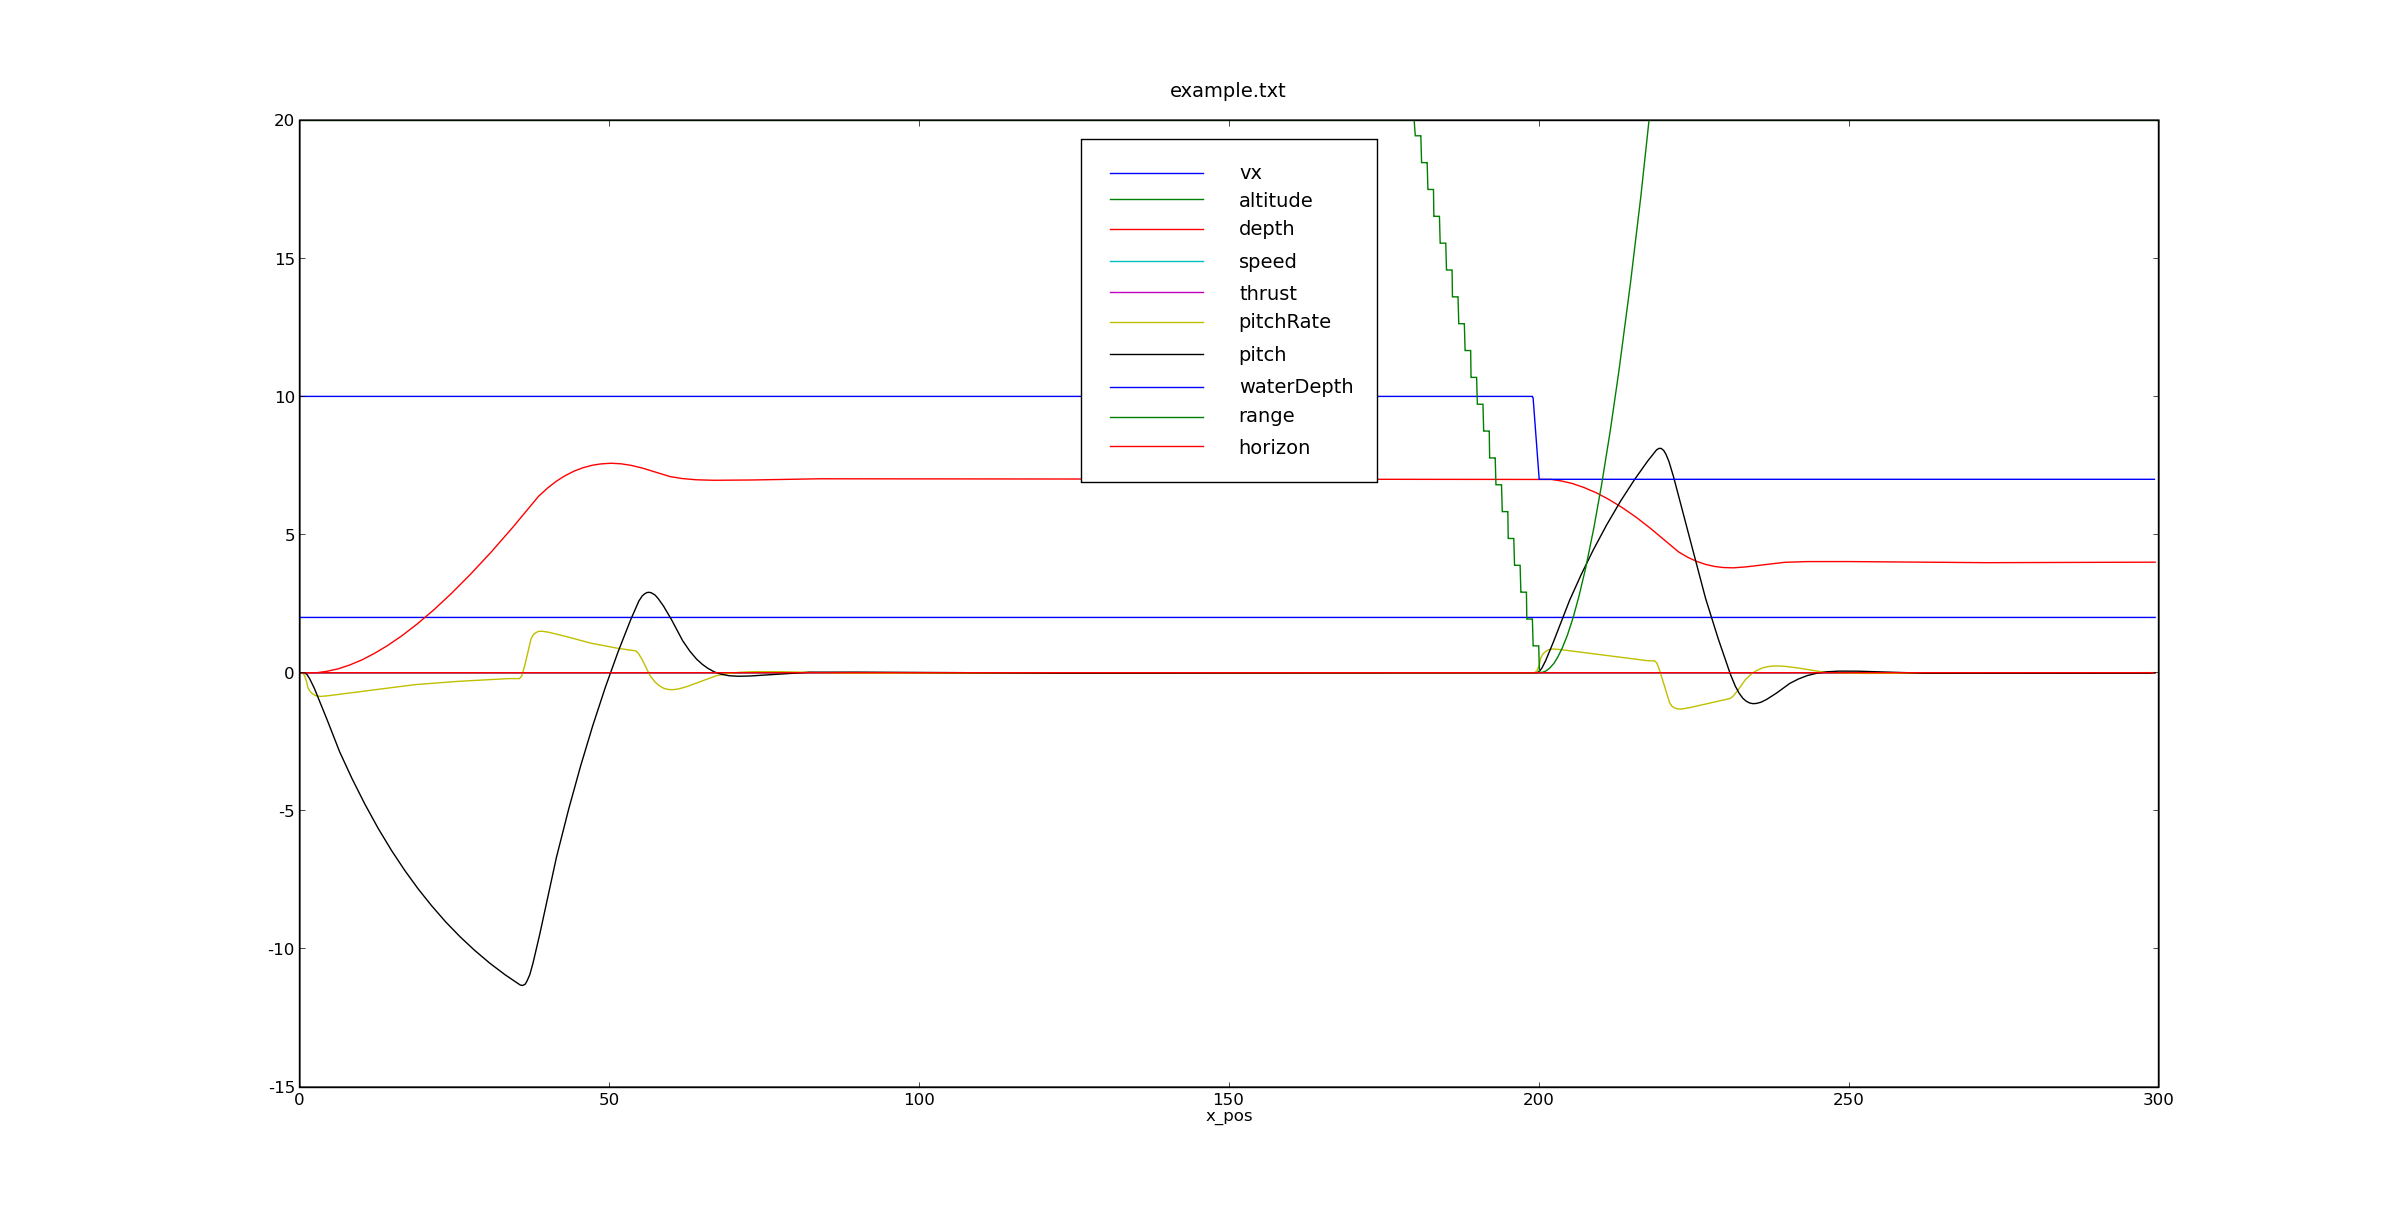 example.txt
20
15
10
5
0
-5
-10
-15
vx
altitude
depth
speed
thrust
pitchRate
pitch
waterDepth
range
horizon
0 50 100 150 200 250 300
x_pos